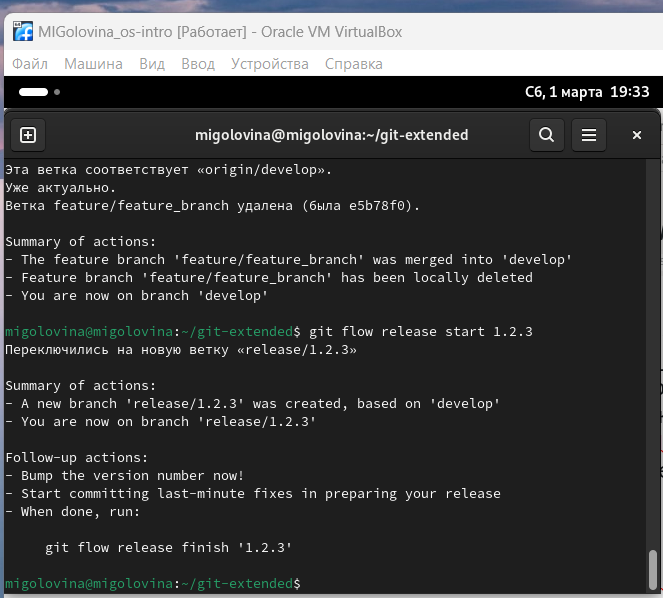 MIGolovina_os-intro [Работает] - Oracle VM VirtualBox
Файл Машина Вид Ввод Устройства Справка
Сб, 1 марта 19:33
migolovina@migolovina:~/git-extended
Эта ветка соответствует «origin/develop».
Уже актуально.
Ветка feature/feature_branch удалена (была e5b78f0).
Summary of actions:
- The feature branch 'feature/feature_branch' was merged into 'develop'
- Feature branch 'feature/feature_branch' has been locally deleted
- You are now on branch 'develop'
migolovina@migolovina:~/git-extended$ git flow release start 1.2.3
Переключились на новую ветку «release/1.2.3»
Summary of actions:
- A new branch 'release/1.2.3' was created, based on 'develop'
- You are now on branch 'release/1.2.3'
Follow-up actions:
- Bump the version number now!
- Start committing last-minute fixes in preparing your release
- When done, run:
git flow release finish '1.2.3'
migolovina@migolovina:~/git-extended$